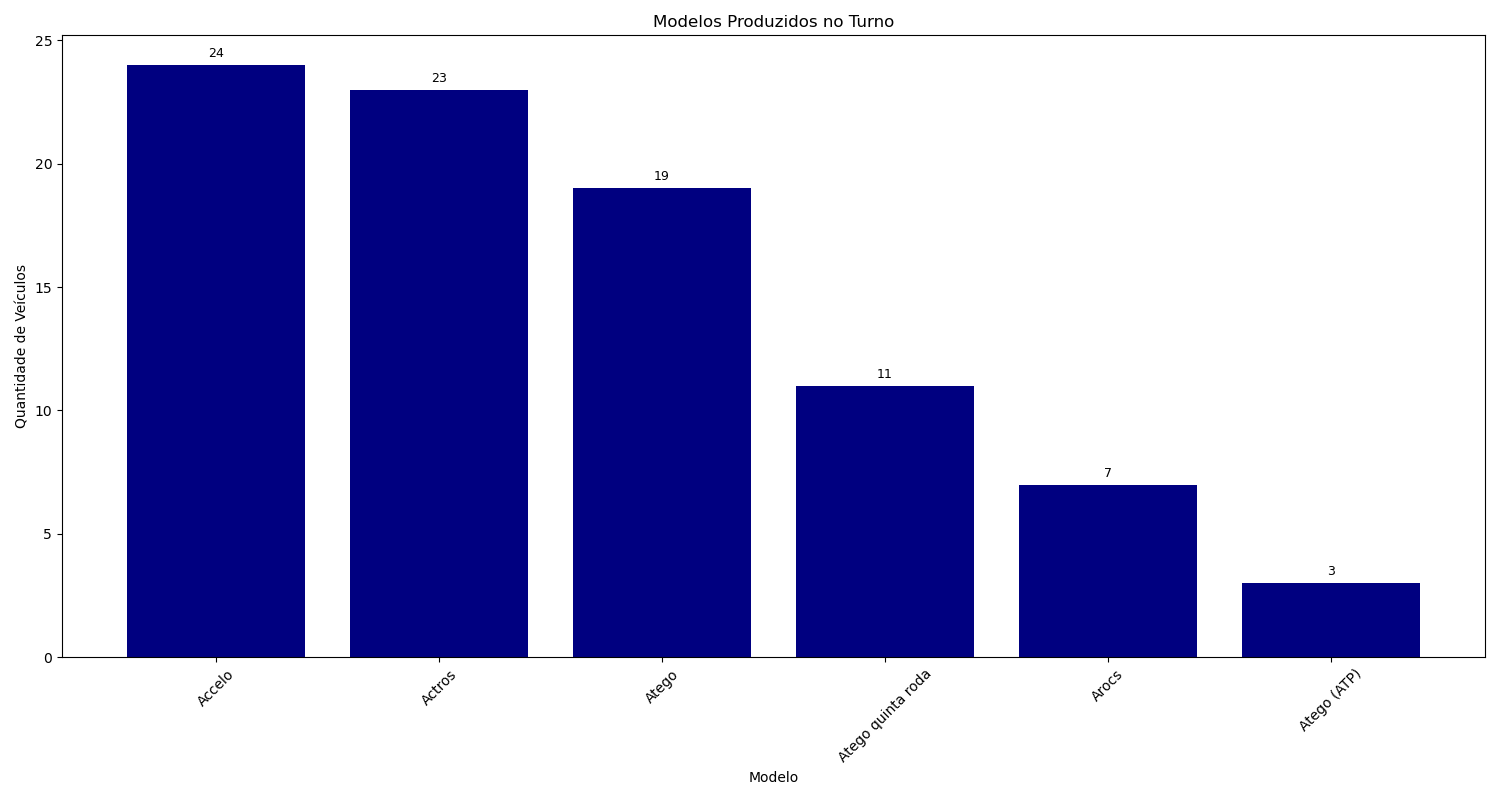 Modelos Produzidos no Turno
Quantidade de Veículos
25
20
15
10
5
0
24
23
19
11
7
3
Accelo
Actros
Atego
Atego quinta roda
Arocs
Atego (ATP)
Modelo